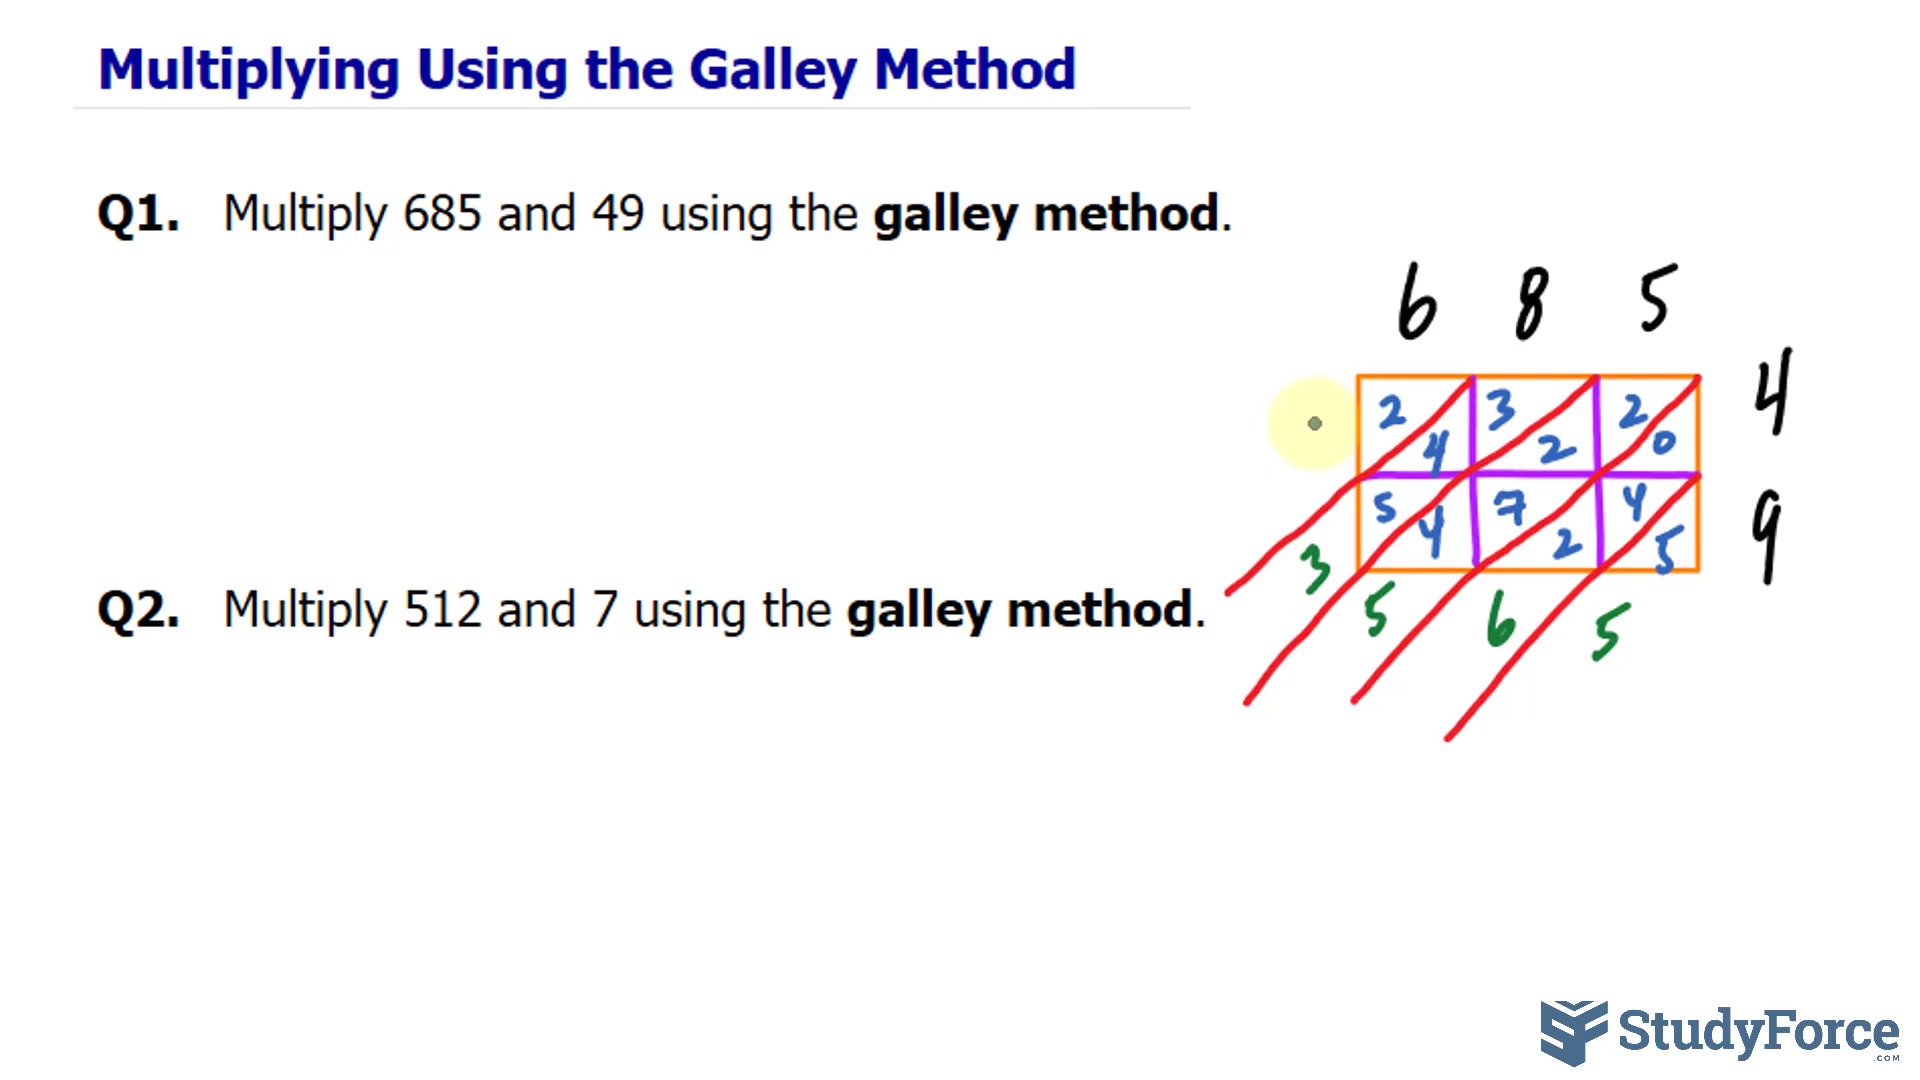 Multiplying Using the Galley Method
Q1. Multiply 685 and 49 using the galley method.
6 8 5
4
2 3 2
4 2 0
5 7 4
4 2 5
9
3 5 6 5
Q2. Multiply 512 and 7 using the galley method.
StudyForce
.COM